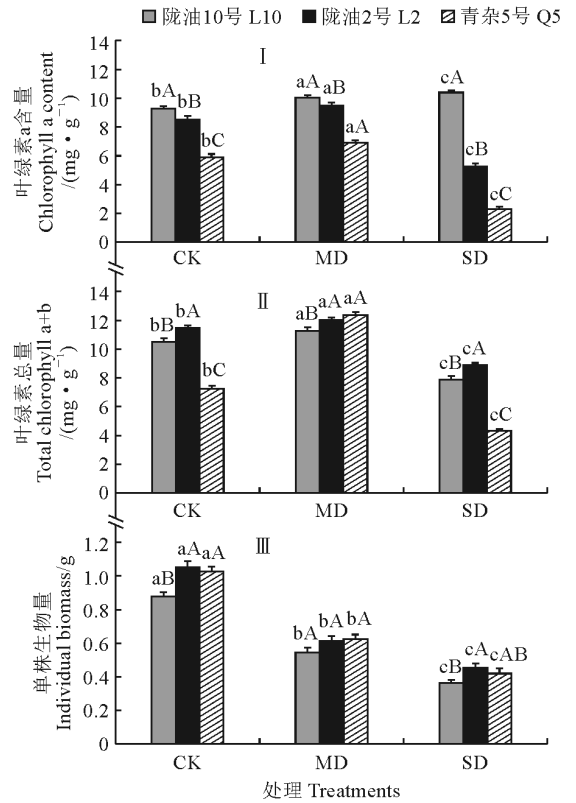 陇油10号 L10 陇油2号 L2 青杂5号 Q5
叶绿素a含量
Chlorophyll a content
/(mg·g⁻¹)
14
12
10
8
6
4
2
0
Ⅰ
bA bB bC
aA aB aA
cA cB cC
CK MD SD
叶绿素总量
Total chlorophyll a+b
/(mg·g⁻¹)
14
12
10
8
6
4
2
0
Ⅱ
bB bA bC
aB aA aA
cB cA cC
CK MD SD
单株生物量
Individual biomass/g
1.2
1.0
0.8
0.6
0.4
0.2
0
Ⅲ
aB aA aA
bA bA bA
cB cA cAB
CK MD SD
处理 Treatments